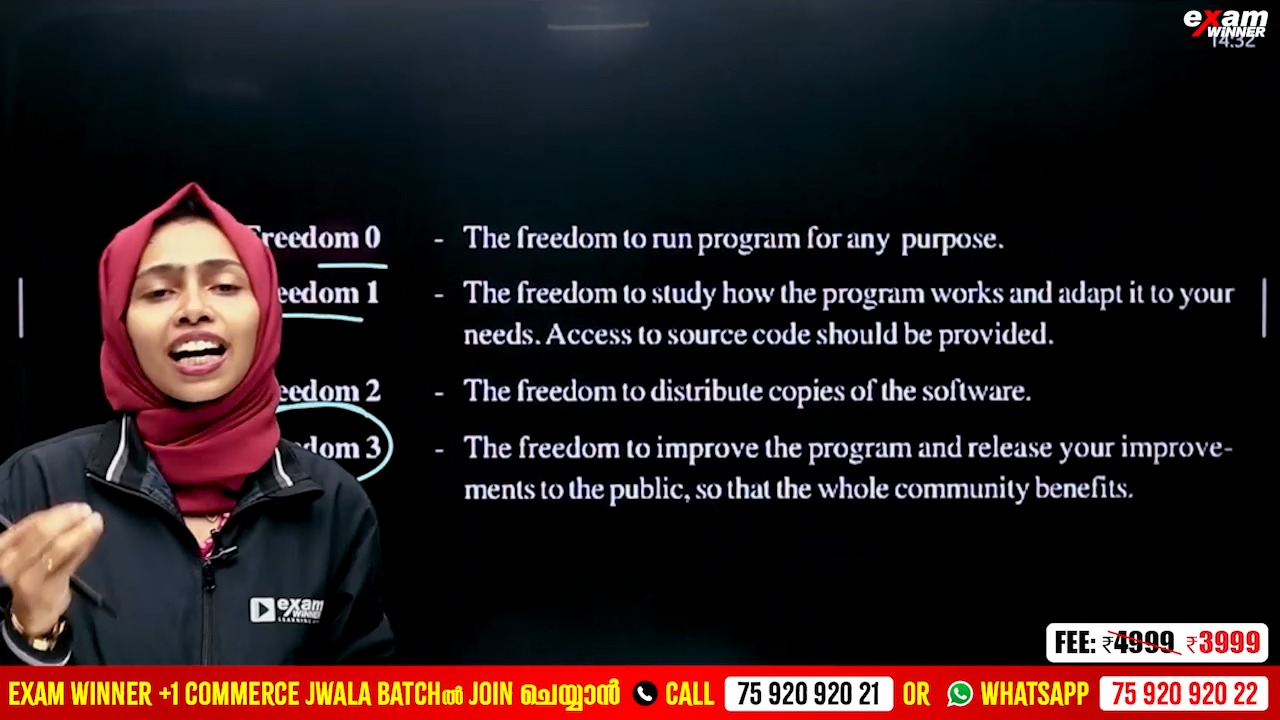 exam
WINNER
14:32
Freedom 0 - The freedom to run program for any purpose.
eedom 1 - The freedom to study how the program works and adapt it to your
needs. Access to source code should be provided.
eedom 2 - The freedom to distribute copies of the software.
dom 3 - The freedom to improve the program and release your improve-
ments to the public, so that the whole community benefits.
exam
WINNER
FEE: ₹4999 ₹3999
EXAM WINNER +1 COMMERCE JWALA BATCHൽ JOIN ചെയ്യാൻ CALL 75 920 920 21 OR WHATSAPP 75 920 920 22